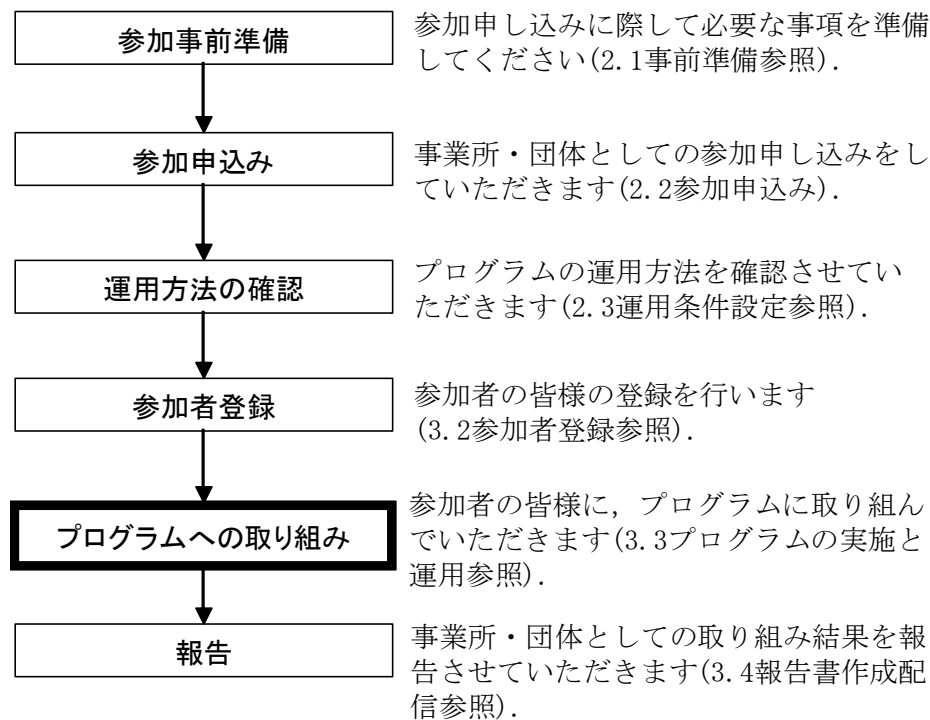 参加事前準備
参加申し込みに際して必要な事項を準備
してください(2.1事前準備参照).
参加申込み
事業所・団体としての参加申し込みをし
ていただきます(2.2参加申込み).
運用方法の確認
プログラムの運用方法を確認させてい
ただきます(2.3運用条件設定参照).
参加者登録
参加者の皆様の登録を行います
(3.2参加者登録参照).
プログラムへの取り組み
参加者の皆様に，プログラムに取り組ん
でいただきます(3.3プログラムの実施と
運用参照).
報告
事業所・団体としての取り組み結果を報
告させていただきます(3.4報告書作成配
信参照).